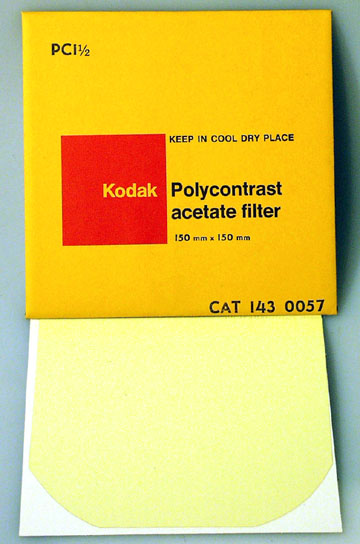 PC1½
KEEP IN COOL DRY PLACE
Kodak Polycontrast
acetate filter
150 mm x 150 mm
CAT 143 0057